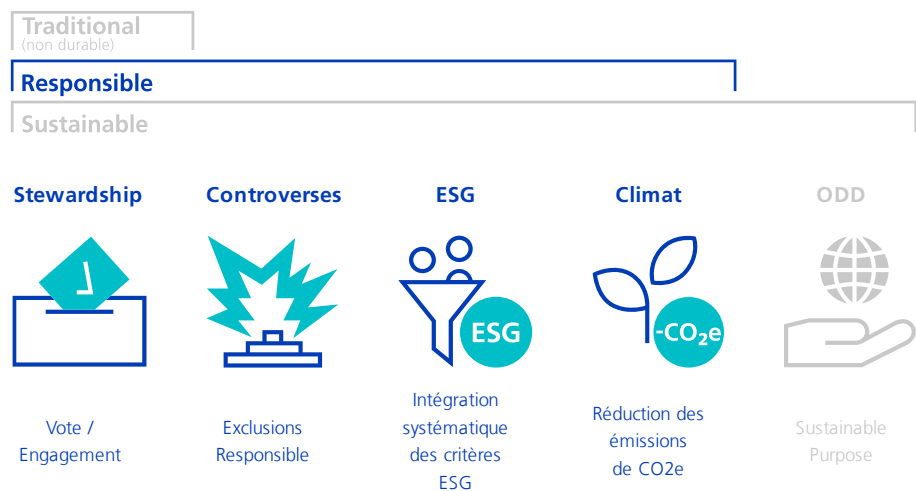 Traditional
(non durable)
Responsible
Sustainable
Stewardship
Controverses
ESG
Climat
ODD
ESG
-CO₂e
Vote /
Engagement
Exclusions
Responsible
Intégration
systématique
des critères
ESG
Réduction des
émissions
de CO2e
Sustainable
Purpose